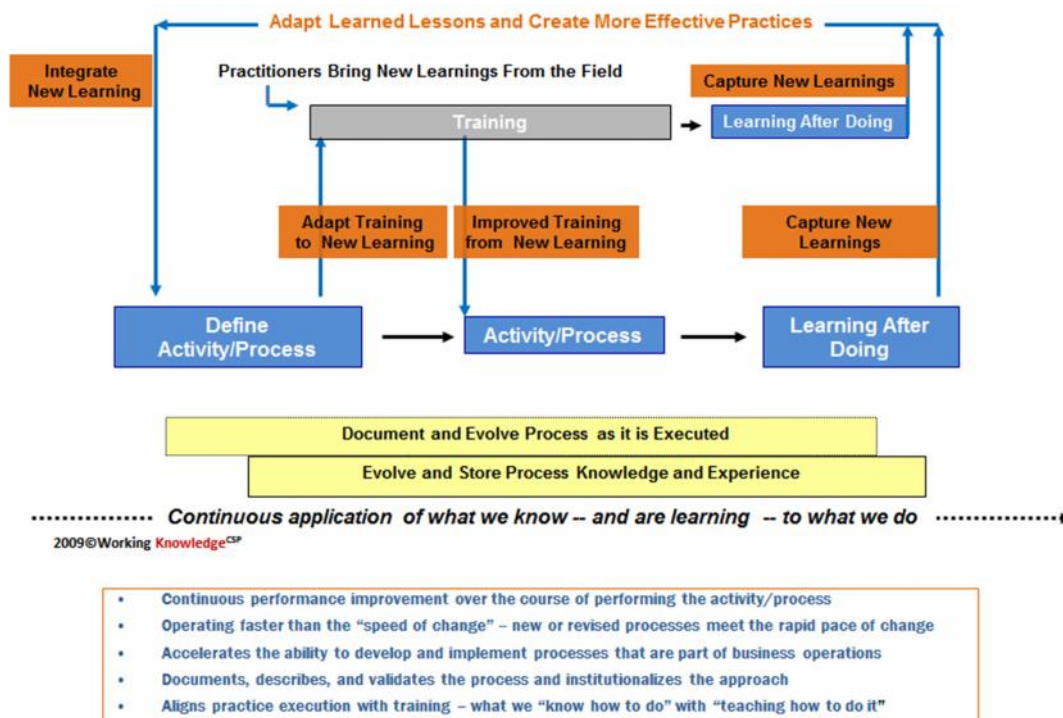 Adapt Learned Lessons and Create More Effective Practices
Integrate
New Learning
Practitioners Bring New Learnings From the Field
Capture New Learnings
Training
Learning After Doing
Adapt Training
to New Learning
Improved Training
from New Learning
Capture New
Learnings
Define
Activity/Process
Activity/Process
Learning After
Doing
Document and Evolve Process as it is Executed
Evolve and Store Process Knowledge and Experience
Continuous application of what we know -- and are learning -- to what we do
2009©Working Knowledge^CSP
• Continuous performance improvement over the course of performing the activity/process
• Operating faster than the “speed of change” – new or revised processes meet the rapid pace of change
• Accelerates the ability to develop and implement processes that are part of business operations
• Documents, describes, and validates the process and institutionalizes the approach
• Aligns practice execution with training – what we “know how to do” with “teaching how to do it”